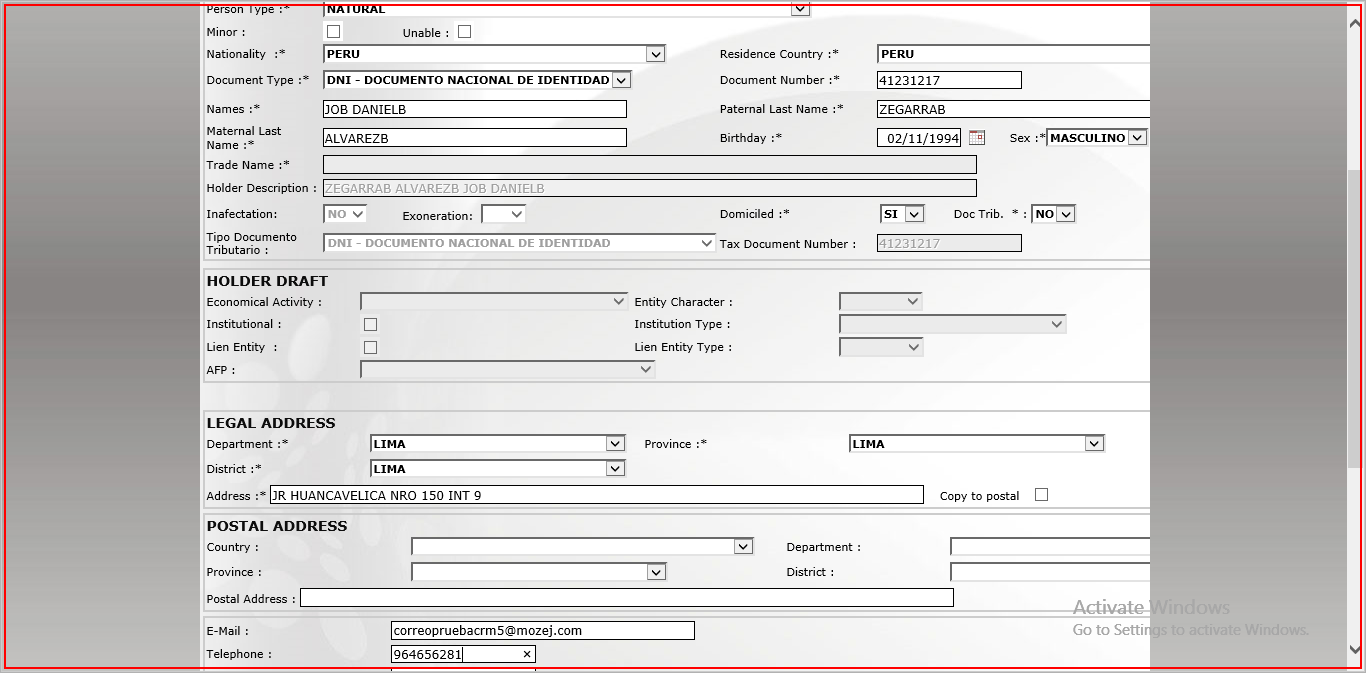 Person Type :* NATURAL
Minor : Unable :
Nationality :* PERU Residence Country :* PERU
Document Type :* DNI - DOCUMENTO NACIONAL DE IDENTIDAD Document Number :* 41231217
Names :* JOB DANIELB Paternal Last Name :* ZEGARRAB
Maternal Last
Name :* ALVAREZB Birthday :* 02/11/1994 Sex :* MASCULINO
Trade Name :*
Holder Description : ZEGARRAB ALVAREZB JOB DANIELB
Inafectation: NO Exoneration: Domiciled :* SI Doc Trib. * : NO
Tipo Documento
Tributario : DNI - DOCUMENTO NACIONAL DE IDENTIDAD Tax Document Number : 41231217
HOLDER DRAFT
Economical Activity : Entity Character :
Institutional : Institution Type :
Lien Entity : Lien Entity Type :
AFP :
LEGAL ADDRESS
Department :* LIMA Province :* LIMA
District :* LIMA
Address :* JR HUANCAVELICA NRO 150 INT 9 Copy to postal
POSTAL ADDRESS
Country : Department :
Province : District :
Postal Address :
Activate Windows
Go to Settings to activate Windows.
E-Mail : correopruebacrm5@mozej.com
Telephone : 964656281